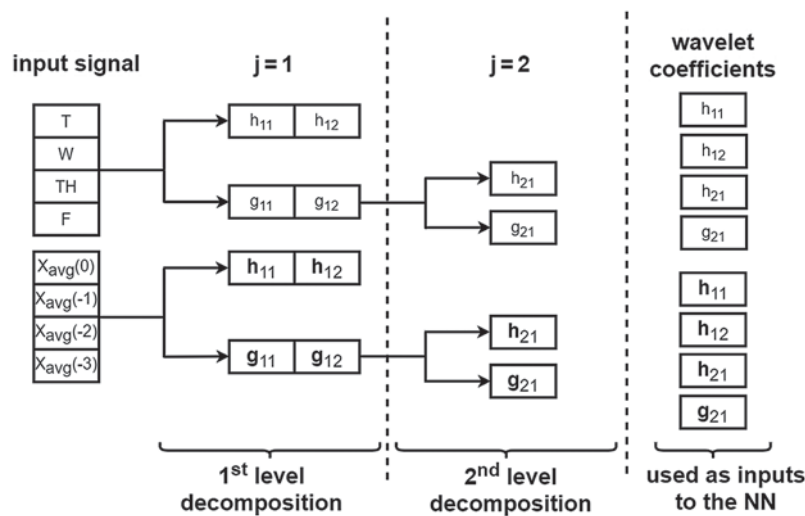 input signal
j = 1
j = 2
wavelet
coefficients
T
W
TH
F
h11 h12
g11 g12
h21
g21
h11
h12
h21
g21
Xavg(0)
Xavg(-1)
Xavg(-2)
Xavg(-3)
h11 h12
g11 g12
h21
g21
h11
h12
h21
g21
1st level
decomposition
2nd level
decomposition
used as inputs
to the NN